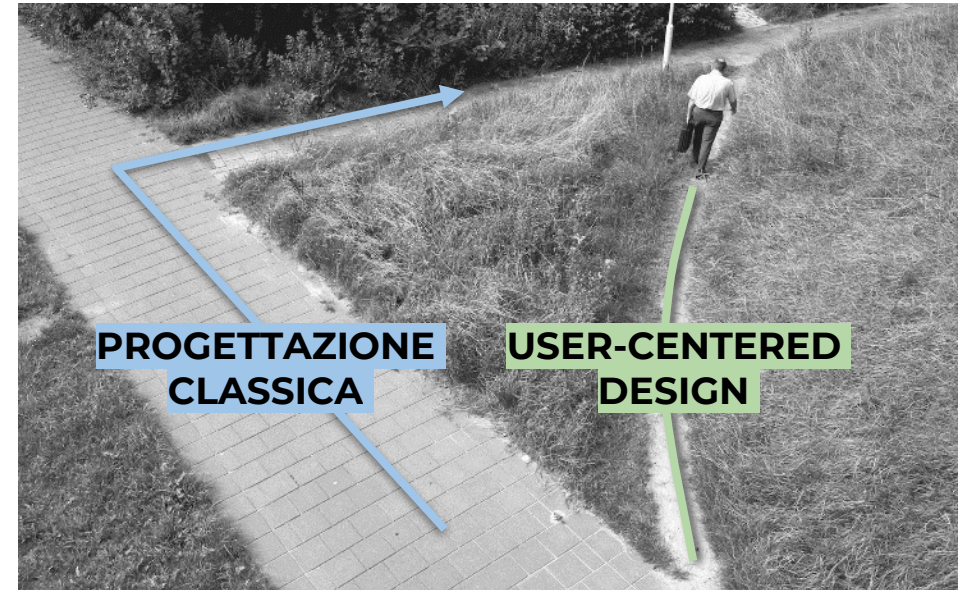 PROGETTAZIONE
CLASSICA
USER-CENTERED
DESIGN